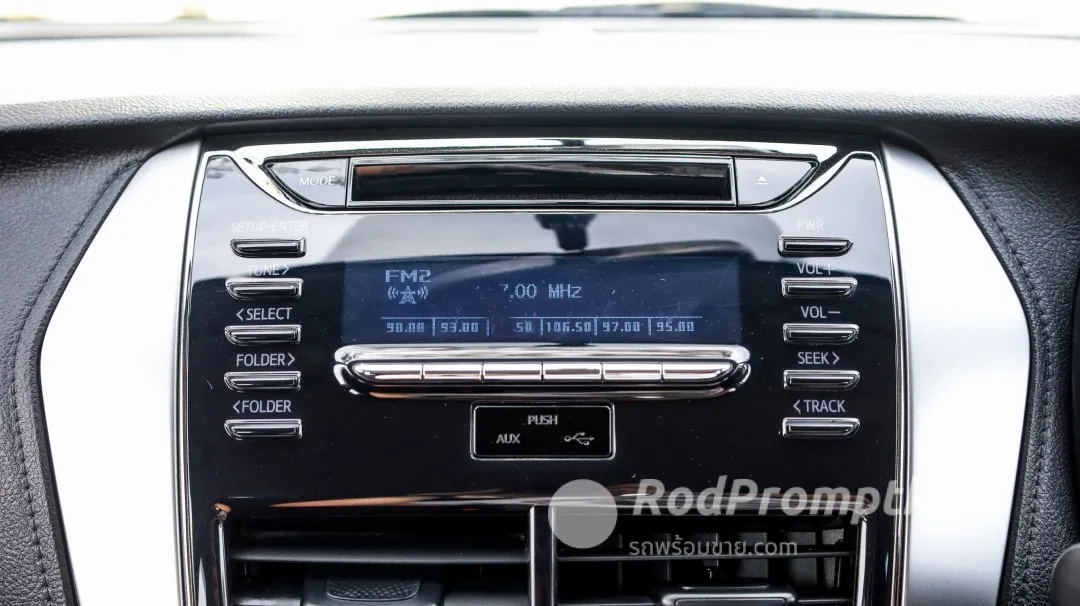 MODE
SETUP·ENTER
PWR
TUNE>
VOL+
FM2
7.00 MHz
<SELECT
VOL−
90.00 93.00 .50 106.50 97.00 95.00
FOLDER>
SEEK>
<FOLDER
<TRACK
PUSH
AUX
RodPrompt
รถพร้อมขาย.com